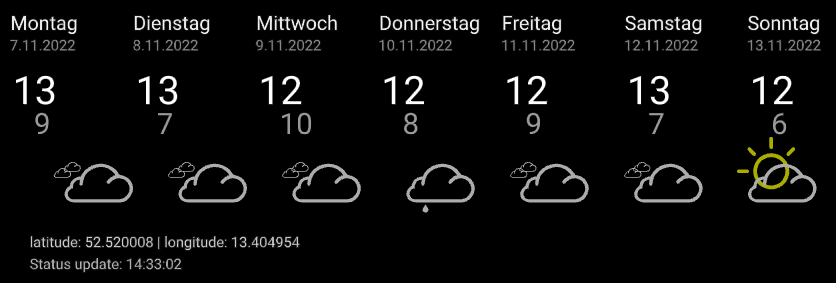 Montag Dienstag Mittwoch Donnerstag Freitag Samstag Sonntag
7.11.2022 8.11.2022 9.11.2022 10.11.2022 11.11.2022 12.11.2022 13.11.2022
13 13 12 12 12 13 12
9 7 10 8 9 7 6
latitude: 52.520008 | longitude: 13.404954
Status update: 14:33:02